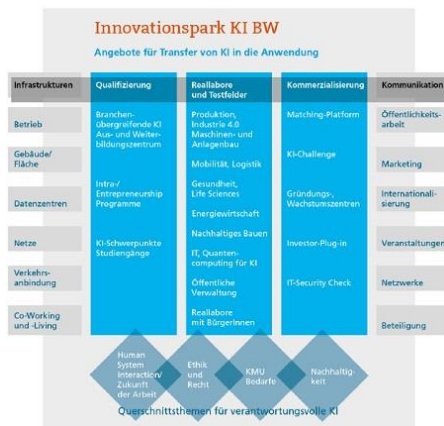 Innovationspark KI BW
Angebote für Transfer von KI in die Anwendung
Infrastrukturen
Betrieb
Gebäude/
Fläche
Datenzentren
Netze
Verkehrs-
anbindung
Co-Working
und -Living
Qualifizierung
Branchen-
übergreifende KI
Aus- und Weiter-
bildungszentrum
Intra-/
Entrepreneurship
Programme
KI-Schwerpunkte
Studiengänge
Reallabore
und Testfelder
Produktion,
Industrie 4.0
Maschinen- und
Anlagenbau
Mobilität, Logistik
Gesundheit,
Life Sciences
Energiewirtschaft
Nachhaltiges Bauen
IT, Quanten-
computing für KI
Öffentliche
Verwaltung
Reallabore
mit BürgerInnen
Kommerzialisierung
Matching-Platform
KI-Challenge
Gründungs-,
Wachstumszentren
Investor-Plug-in
IT-Security Check
Kommunikation
Öffentlichkeits-
arbeit
Marketing
Internationali-
sierung
Veranstaltungen
Netzwerke
Beteiligung
Human
System
Interaction/
Zukunft
der Arbeit
Ethik
und
Recht
KMU
Bedarfe
Nachhaltig-
keit
Querschnittsthemen für verantwortungsvolle KI